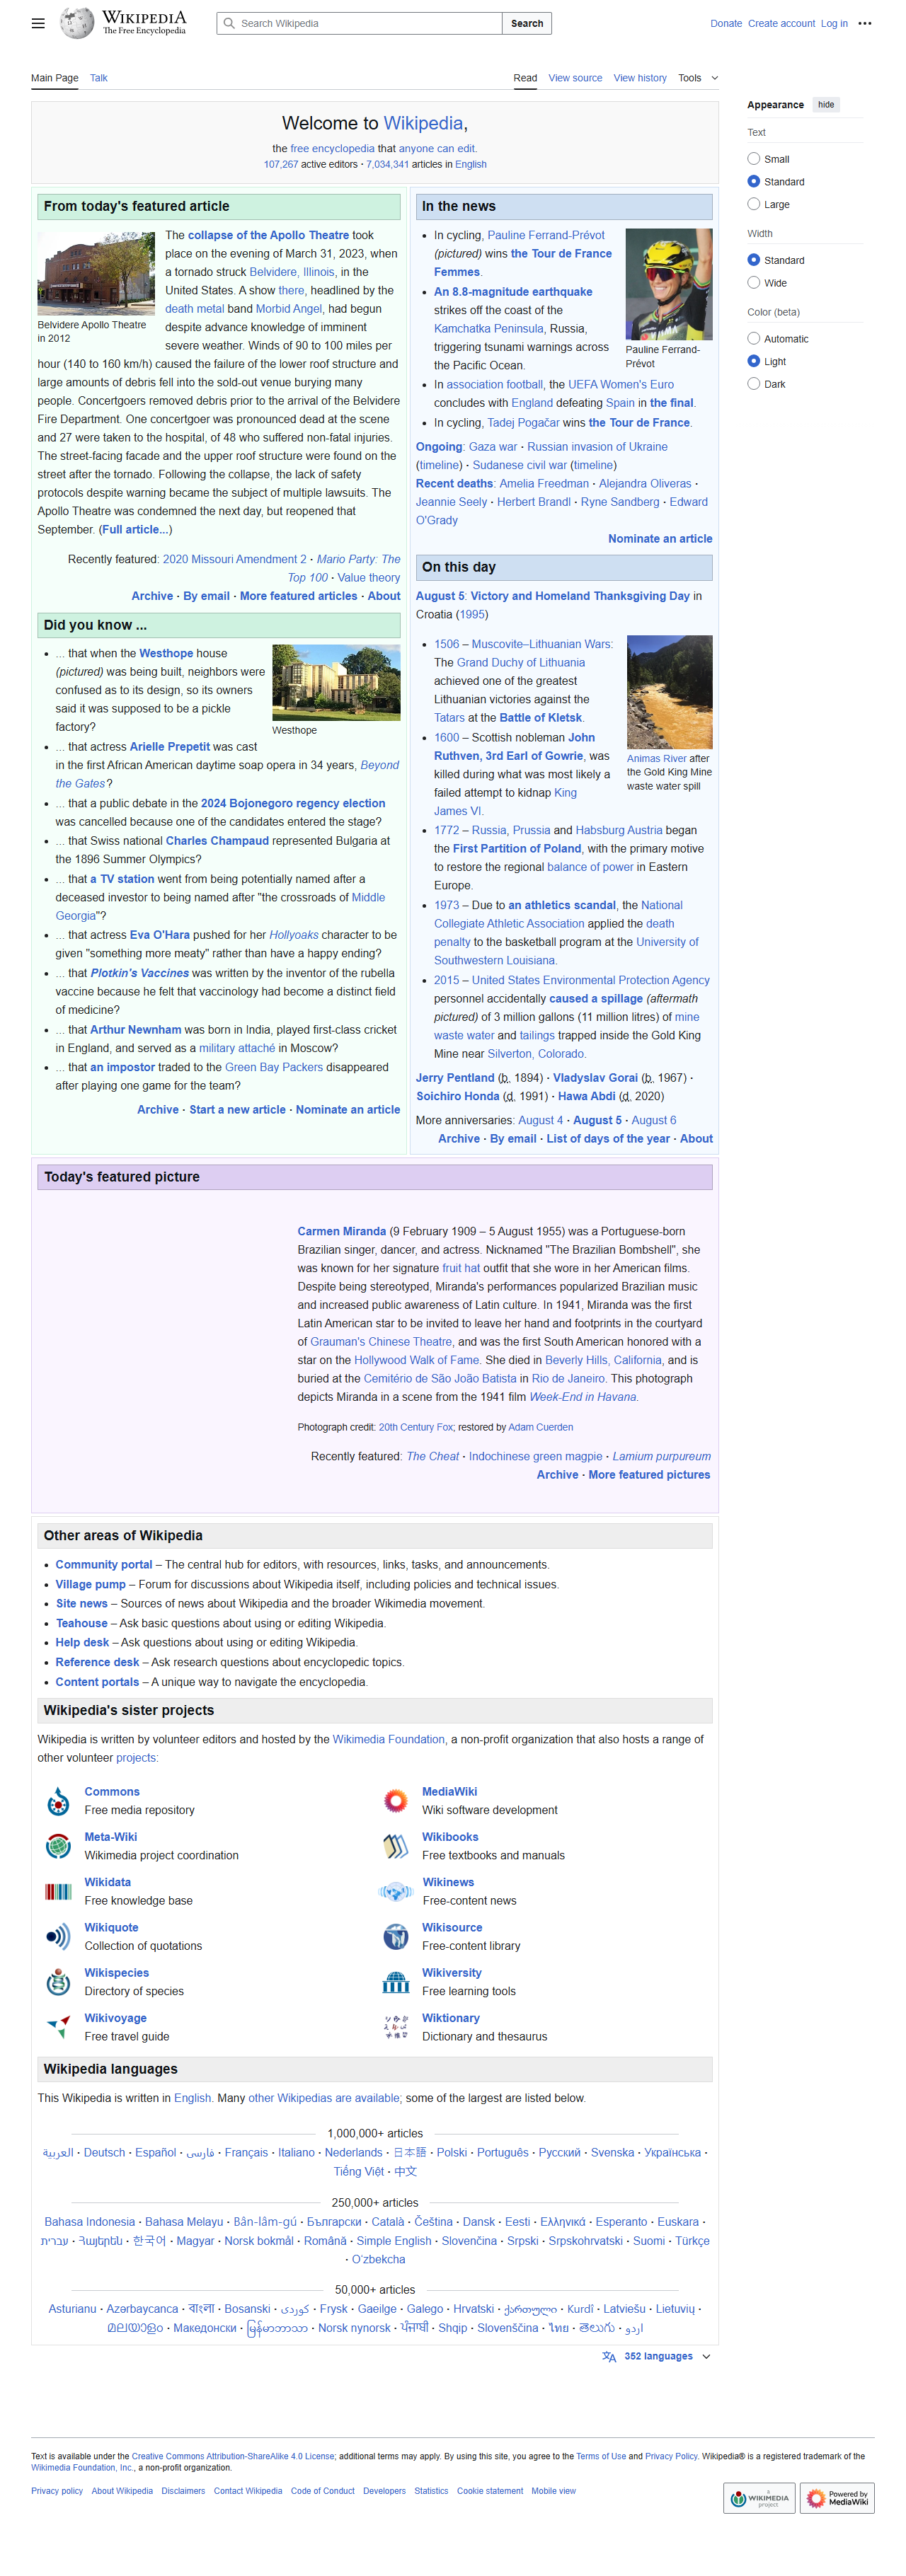 WIKIPEDIA
The Free Encyclopedia
Search Wikipedia
Search
Donate Create account Log in
Main Page Talk
Read View source View history Tools
Appearance hide
Text
Small
Standard
Large
Width
Standard
Wide
Color (beta)
Automatic
Light
Dark
Welcome to Wikipedia,
the free encyclopedia that anyone can edit.
107,267 active editors · 7,034,341 articles in English
From today's featured article
Belvidere Apollo Theatre
in 2012
The collapse of the Apollo Theatre took
place on the evening of March 31, 2023, when
a tornado struck Belvidere, Illinois, in the
United States. A show there, headlined by the
death metal band Morbid Angel, had begun
despite advance knowledge of imminent
severe weather. Winds of 90 to 100 miles per
hour (140 to 160 km/h) caused the failure of the lower roof structure and
large amounts of debris fell into the sold-out venue burying many
people. Concertgoers removed debris prior to the arrival of the Belvidere
Fire Department. One concertgoer was pronounced dead at the scene
and 27 were taken to the hospital, of 48 who suffered non-fatal injuries.
The street-facing facade and the upper roof structure were found on the
street after the tornado. Following the collapse, the lack of safety
protocols despite warning became the subject of multiple lawsuits. The
Apollo Theatre was condemned the next day, but reopened that
September. (Full article...)
Recently featured: 2020 Missouri Amendment 2 · Mario Party: The
Top 100 · Value theory
Archive · By email · More featured articles · About
Did you know ...
Westhope
... that when the Westhope house
(pictured) was being built, neighbors were
confused as to its design, so its owners
said it was supposed to be a pickle
factory?
... that actress Arielle Prepetit was cast
in the first African American daytime soap opera in 34 years, Beyond
the Gates?
... that a public debate in the 2024 Bojonegoro regency election
was cancelled because one of the candidates entered the stage?
... that Swiss national Charles Champaud represented Bulgaria at
the 1896 Summer Olympics?
... that a TV station went from being potentially named after a
deceased investor to being named after "the crossroads of Middle
Georgia"?
... that actress Eva O'Hara pushed for her Hollyoaks character to be
given "something more meaty" rather than have a happy ending?
... that Plotkin's Vaccines was written by the inventor of the rubella
vaccine because he felt that vaccinology had become a distinct field
of medicine?
... that Arthur Newnham was born in India, played first-class cricket
in England, and served as a military attaché in Moscow?
... that an impostor traded to the Green Bay Packers disappeared
after playing one game for the team?
Archive · Start a new article · Nominate an article
In the news
Pauline Ferrand-
Prévot
In cycling, Pauline Ferrand-Prévot
(pictured) wins the Tour de France
Femmes.
An 8.8-magnitude earthquake
strikes off the coast of the
Kamchatka Peninsula, Russia,
triggering tsunami warnings across
the Pacific Ocean.
In association football, the UEFA Women's Euro
concludes with England defeating Spain in the final.
In cycling, Tadej Pogačar wins the Tour de France.
Ongoing: Gaza war · Russian invasion of Ukraine
(timeline) · Sudanese civil war (timeline)
Recent deaths: Amelia Freedman · Alejandra Oliveras ·
Jeannie Seely · Herbert Brandl · Ryne Sandberg · Edward
O'Grady
Nominate an article
On this day
August 5: Victory and Homeland Thanksgiving Day in
Croatia (1995)
Animas River after
the Gold King Mine
waste water spill
1506 – Muscovite–Lithuanian Wars:
The Grand Duchy of Lithuania
achieved one of the greatest
Lithuanian victories against the
Tatars at the Battle of Kletsk.
1600 – Scottish nobleman John
Ruthven, 3rd Earl of Gowrie, was
killed during what was most likely a
failed attempt to kidnap King
James VI.
1772 – Russia, Prussia and Habsburg Austria began
the First Partition of Poland, with the primary motive
to restore the regional balance of power in Eastern
Europe.
1973 – Due to an athletics scandal, the National
Collegiate Athletic Association applied the death
penalty to the basketball program at the University of
Southwestern Louisiana.
2015 – United States Environmental Protection Agency
personnel accidentally caused a spillage (aftermath
pictured) of 3 million gallons (11 million litres) of mine
waste water and tailings trapped inside the Gold King
Mine near Silverton, Colorado.
Jerry Pentland (b. 1894) · Vladyslav Gorai (b. 1967) ·
Soichiro Honda (d. 1991) · Hawa Abdi (d. 2020)
More anniversaries: August 4 · August 5 · August 6
Archive · By email · List of days of the year · About
Today's featured picture
Carmen Miranda (9 February 1909 – 5 August 1955) was a Portuguese-born
Brazilian singer, dancer, and actress. Nicknamed "The Brazilian Bombshell", she
was known for her signature fruit hat outfit that she wore in her American films.
Despite being stereotyped, Miranda's performances popularized Brazilian music
and increased public awareness of Latin culture. In 1941, Miranda was the first
Latin American star to be invited to leave her hand and footprints in the courtyard
of Grauman's Chinese Theatre, and was the first South American honored with a
star on the Hollywood Walk of Fame. She died in Beverly Hills, California, and is
buried at the Cemitério de São João Batista in Rio de Janeiro. This photograph
depicts Miranda in a scene from the 1941 film Week-End in Havana.
Photograph credit: 20th Century Fox; restored by Adam Cuerden
Recently featured: The Cheat · Indochinese green magpie · Lamium purpureum
Archive · More featured pictures
Other areas of Wikipedia
Community portal – The central hub for editors, with resources, links, tasks, and announcements.
Village pump – Forum for discussions about Wikipedia itself, including policies and technical issues.
Site news – Sources of news about Wikipedia and the broader Wikimedia movement.
Teahouse – Ask basic questions about using or editing Wikipedia.
Help desk – Ask questions about using or editing Wikipedia.
Reference desk – Ask research questions about encyclopedic topics.
Content portals – A unique way to navigate the encyclopedia.
Wikipedia's sister projects
Wikipedia is written by volunteer editors and hosted by the Wikimedia Foundation, a non-profit organization that also hosts a range of
other volunteer projects:
Commons
Free media repository
MediaWiki
Wiki software development
Meta-Wiki
Wikimedia project coordination
Wikibooks
Free textbooks and manuals
Wikidata
Free knowledge base
Wikinews
Free-content news
Wikiquote
Collection of quotations
Wikisource
Free-content library
Wikispecies
Directory of species
Wikiversity
Free learning tools
Wikivoyage
Free travel guide
Wiktionary
Dictionary and thesaurus
Wikipedia languages
This Wikipedia is written in English. Many other Wikipedias are available; some of the largest are listed below.
1,000,000+ articles
العربية · Deutsch · Español · فارسی · Français · Italiano · Nederlands · 日本語 · Polski · Português · Русский · Svenska · Українська ·
Tiếng Việt · 中文
250,000+ articles
Bahasa Indonesia · Bahasa Melayu · Bân-lâm-gú · Български · Català · Čeština · Dansk · Eesti · Ελληνικά · Esperanto · Euskara ·
עברית · Հայերեն · 한국어 · Magyar · Norsk bokmål · Română · Simple English · Slovenčina · Srpski · Srpskohrvatski · Suomi · Türkçe
· Oʻzbekcha
50,000+ articles
Asturianu · Azərbaycanca · বাংলা · Bosanski · کوردی · Frysk · Gaeilge · Galego · Hrvatski · ქართული · Kurdî · Latviešu · Lietuvių ·
മലയാളം · Македонски · မြန်မာဘာသာ · Norsk nynorsk · ਪੰਜਾਬੀ · Shqip · Slovenščina · ไทย · తెలుగు · اردو
352 languages
Text is available under the Creative Commons Attribution-ShareAlike 4.0 License; additional terms may apply. By using this site, you agree to the Terms of Use and Privacy Policy. Wikipedia® is a registered trademark of the
Wikimedia Foundation, Inc., a non-profit organization.
Privacy policy About Wikipedia Disclaimers Contact Wikipedia Code of Conduct Developers Statistics Cookie statement Mobile view
A
WIKIMEDIA
project
Powered by
MediaWiki